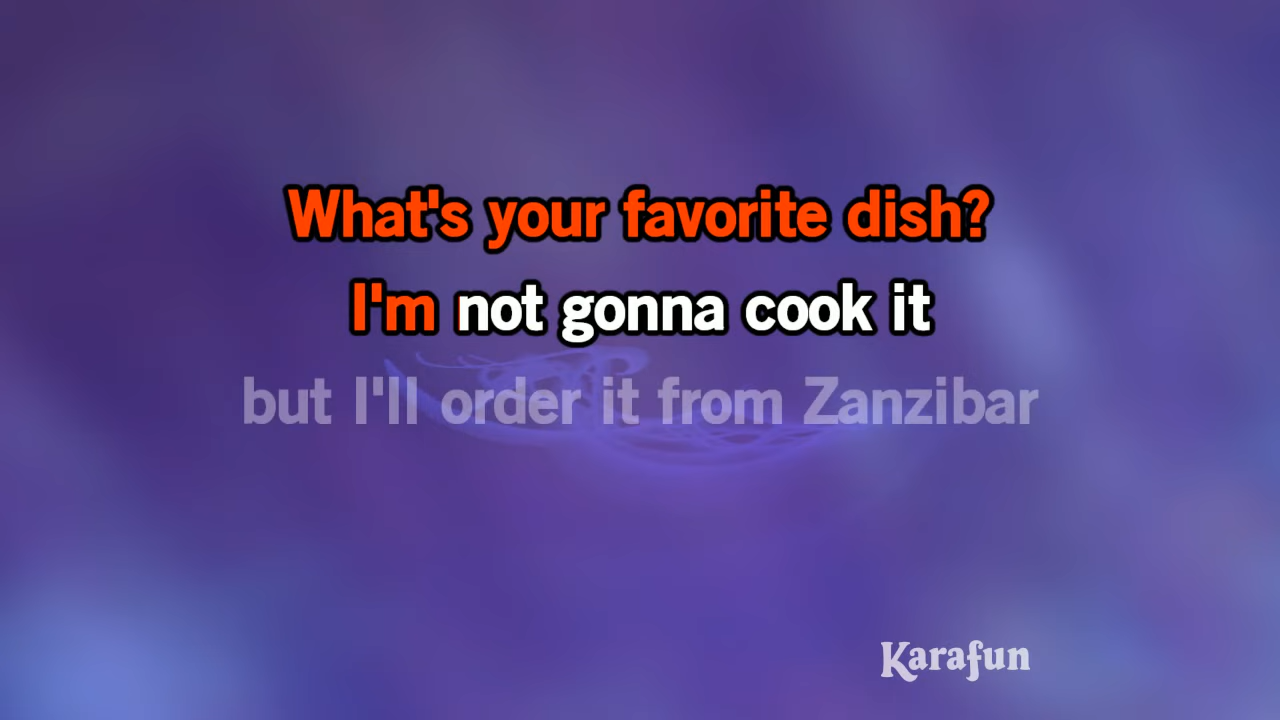 What's your favorite dish?
I'm not gonna cook it
but I'll order it from Zanzibar
Karafun